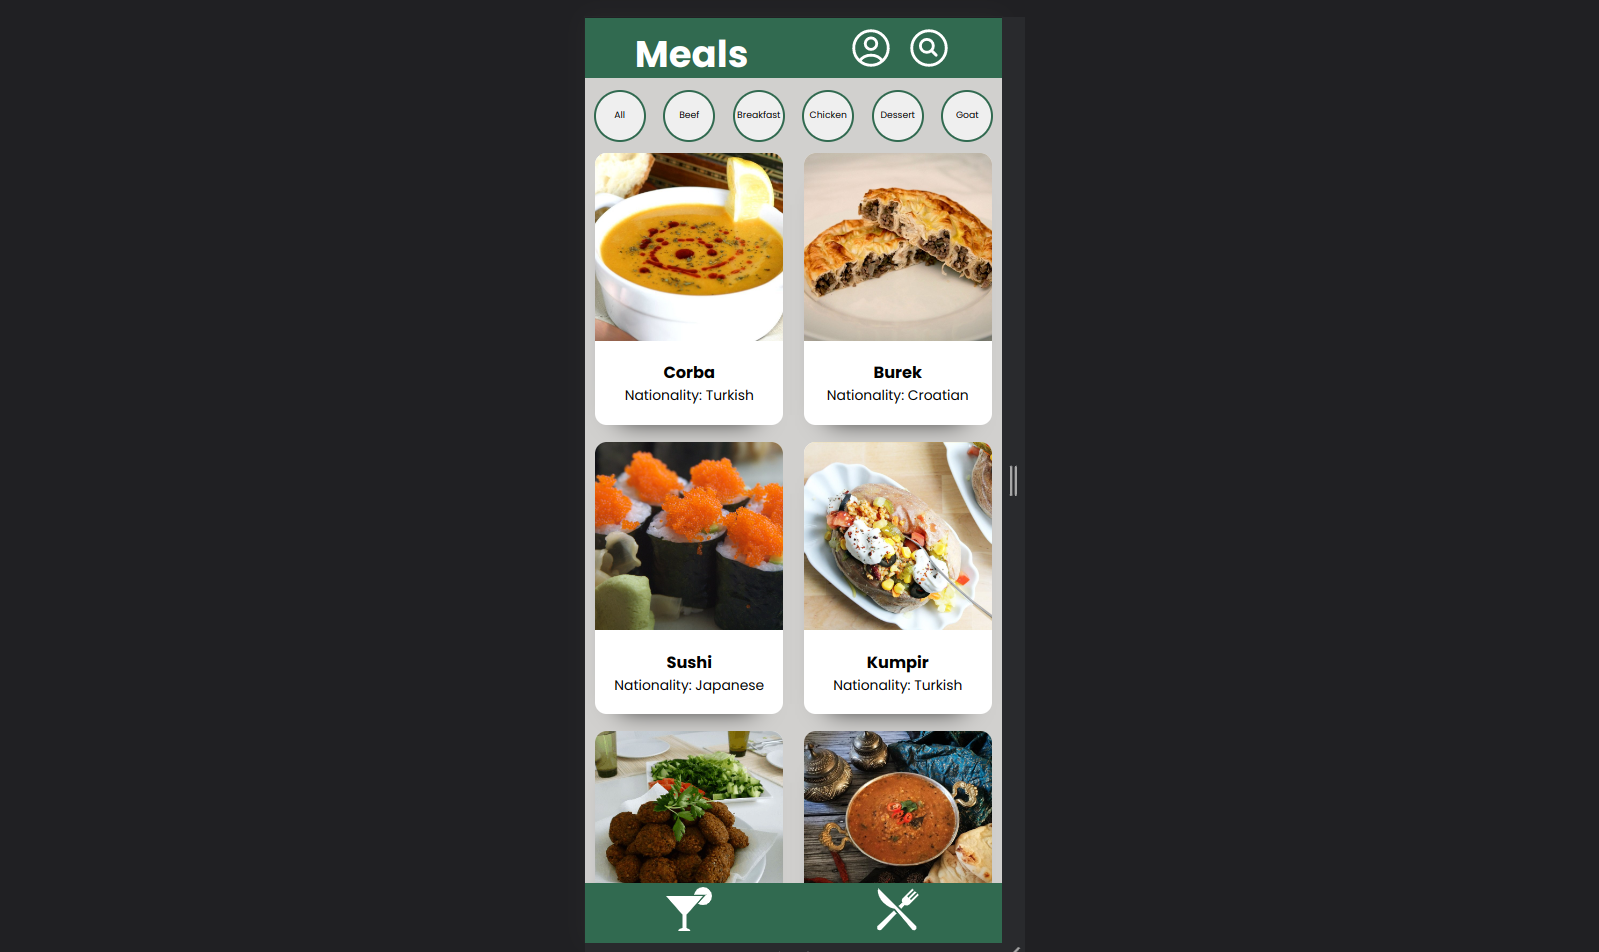 Meals
All
Beef
Breakfast
Chicken
Dessert
Goat
Corba
Nationality: Turkish
Burek
Nationality: Croatian
Sushi
Nationality: Japanese
Kumpir
Nationality: Turkish